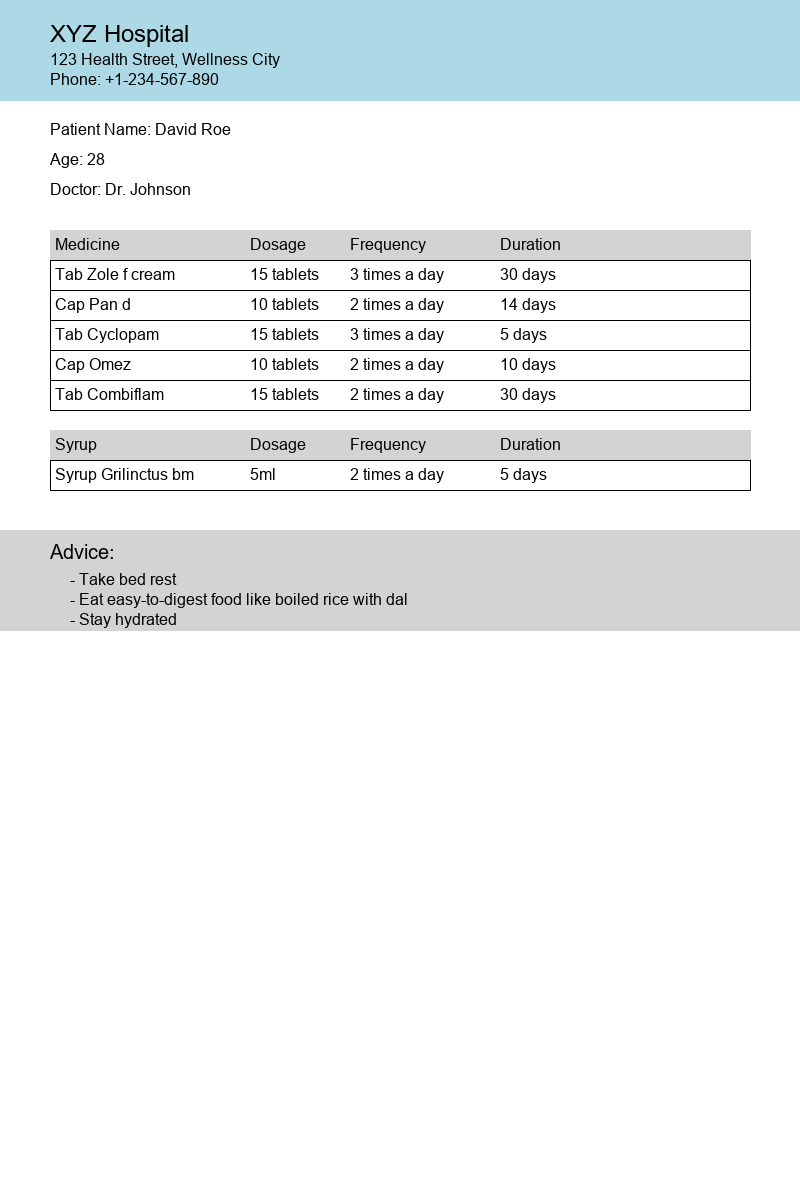 XYZ Hospital
123 Health Street, Wellness City
Phone: +1-234-567-890
Patient Name: David Roe
Age: 28
Doctor: Dr. Johnson
Medicine Dosage Frequency Duration
Tab Zole f cream 15 tablets 3 times a day 30 days
Cap Pan d 10 tablets 2 times a day 14 days
Tab Cyclopam 15 tablets 3 times a day 5 days
Cap Omez 10 tablets 2 times a day 10 days
Tab Combiflam 15 tablets 2 times a day 30 days
Syrup Dosage Frequency Duration
Syrup Grilinctus bm 5ml 2 times a day 5 days
Advice:
- Take bed rest
- Eat easy-to-digest food like boiled rice with dal
- Stay hydrated